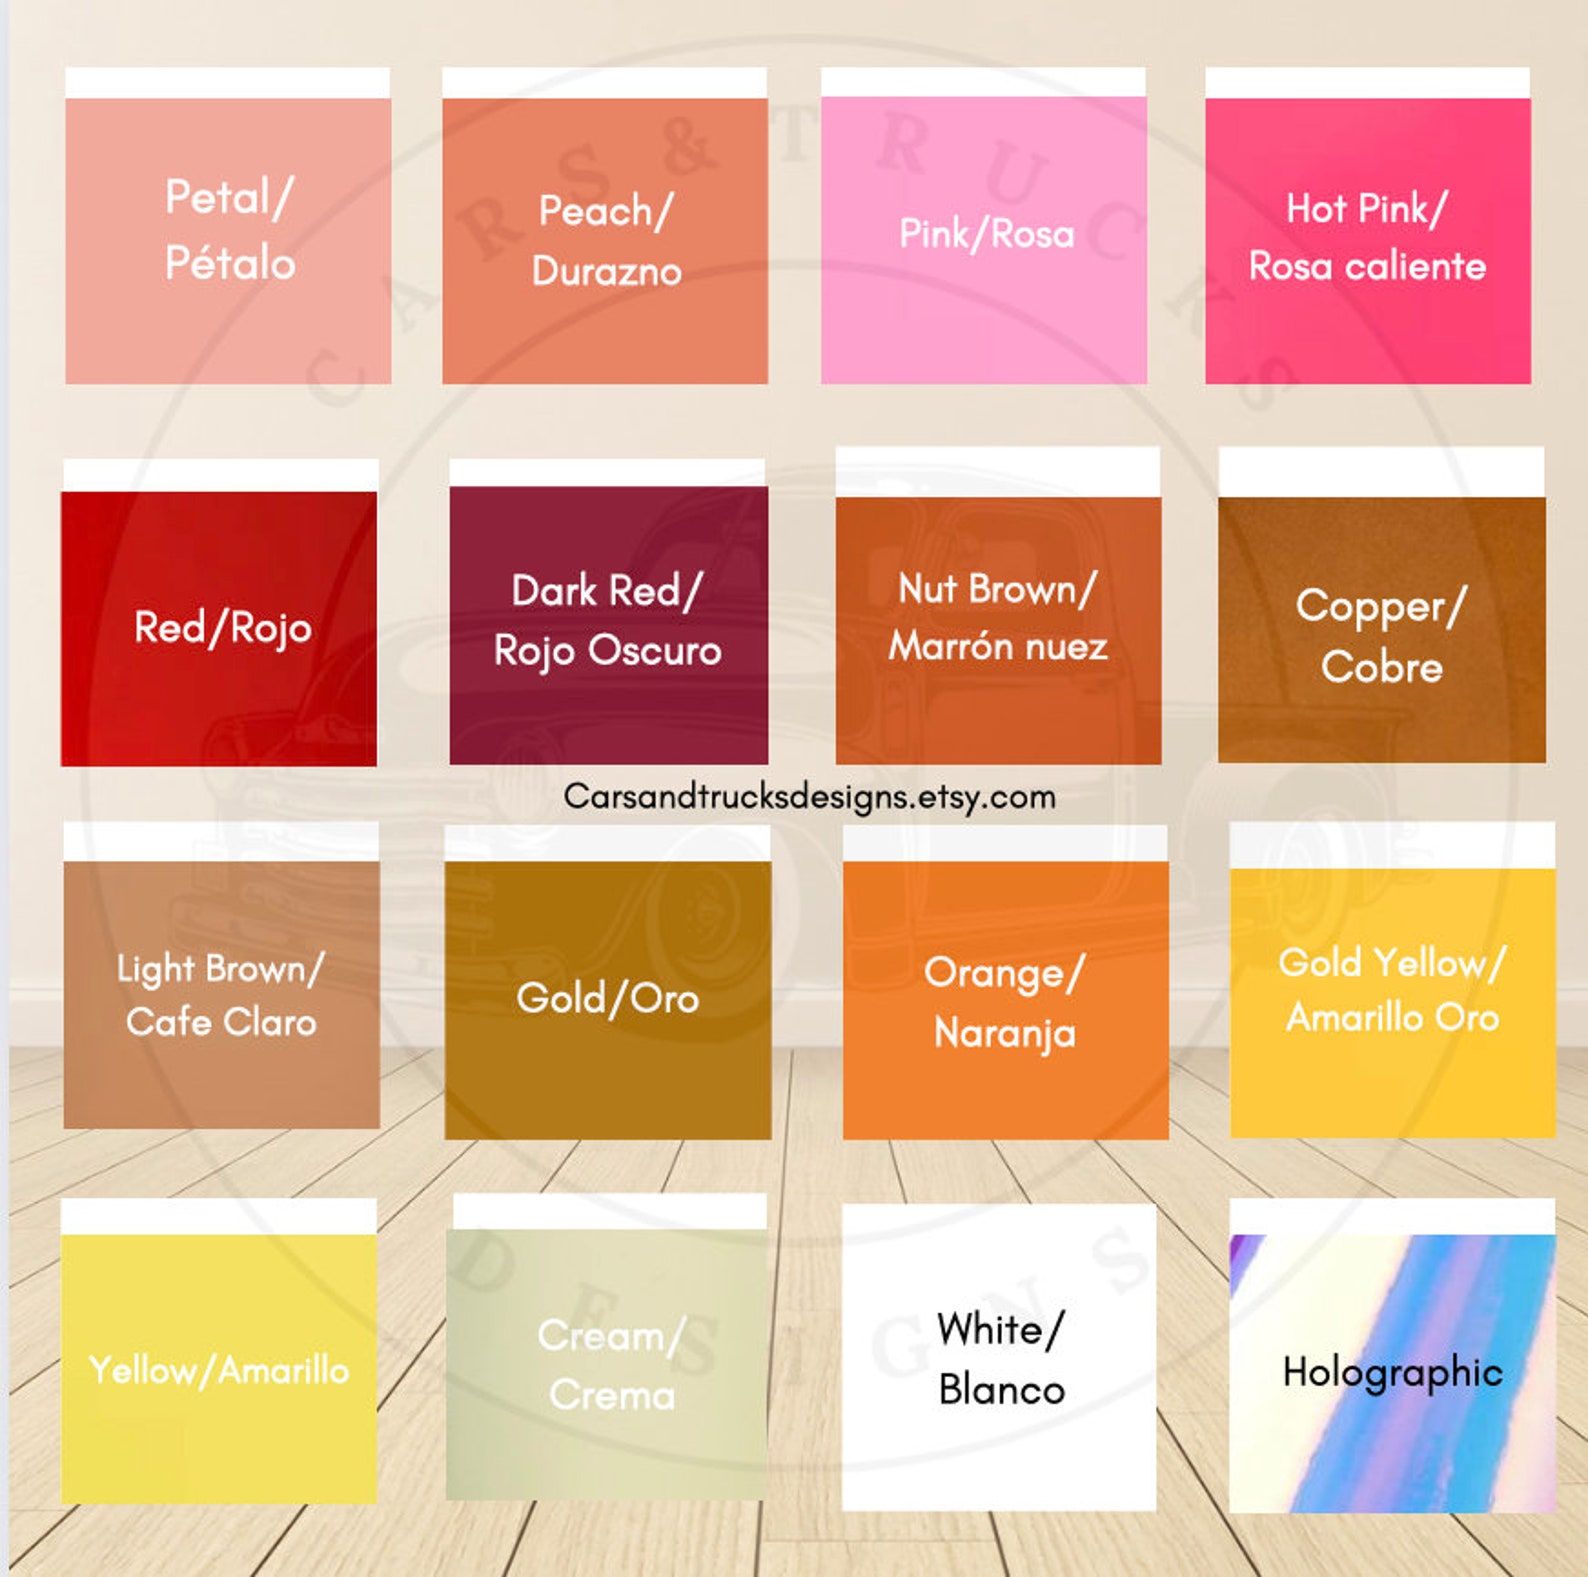 CARS & TRUCKS
Petal/
Pétalo
Peach/
Durazno
Pink/Rosa
Hot Pink/
Rosa caliente
Red/Rojo
Dark Red/
Rojo Oscuro
Nut Brown/
Marrón nuez
Copper/
Cobre
Carsandtrucksdesigns.etsy.com
Light Brown/
Cafe Claro
Gold/Oro
Orange/
Naranja
Gold Yellow/
Amarillo Oro
Yellow/Amarillo
Cream/
Crema
White/
Blanco
Holographic
DESIGNS